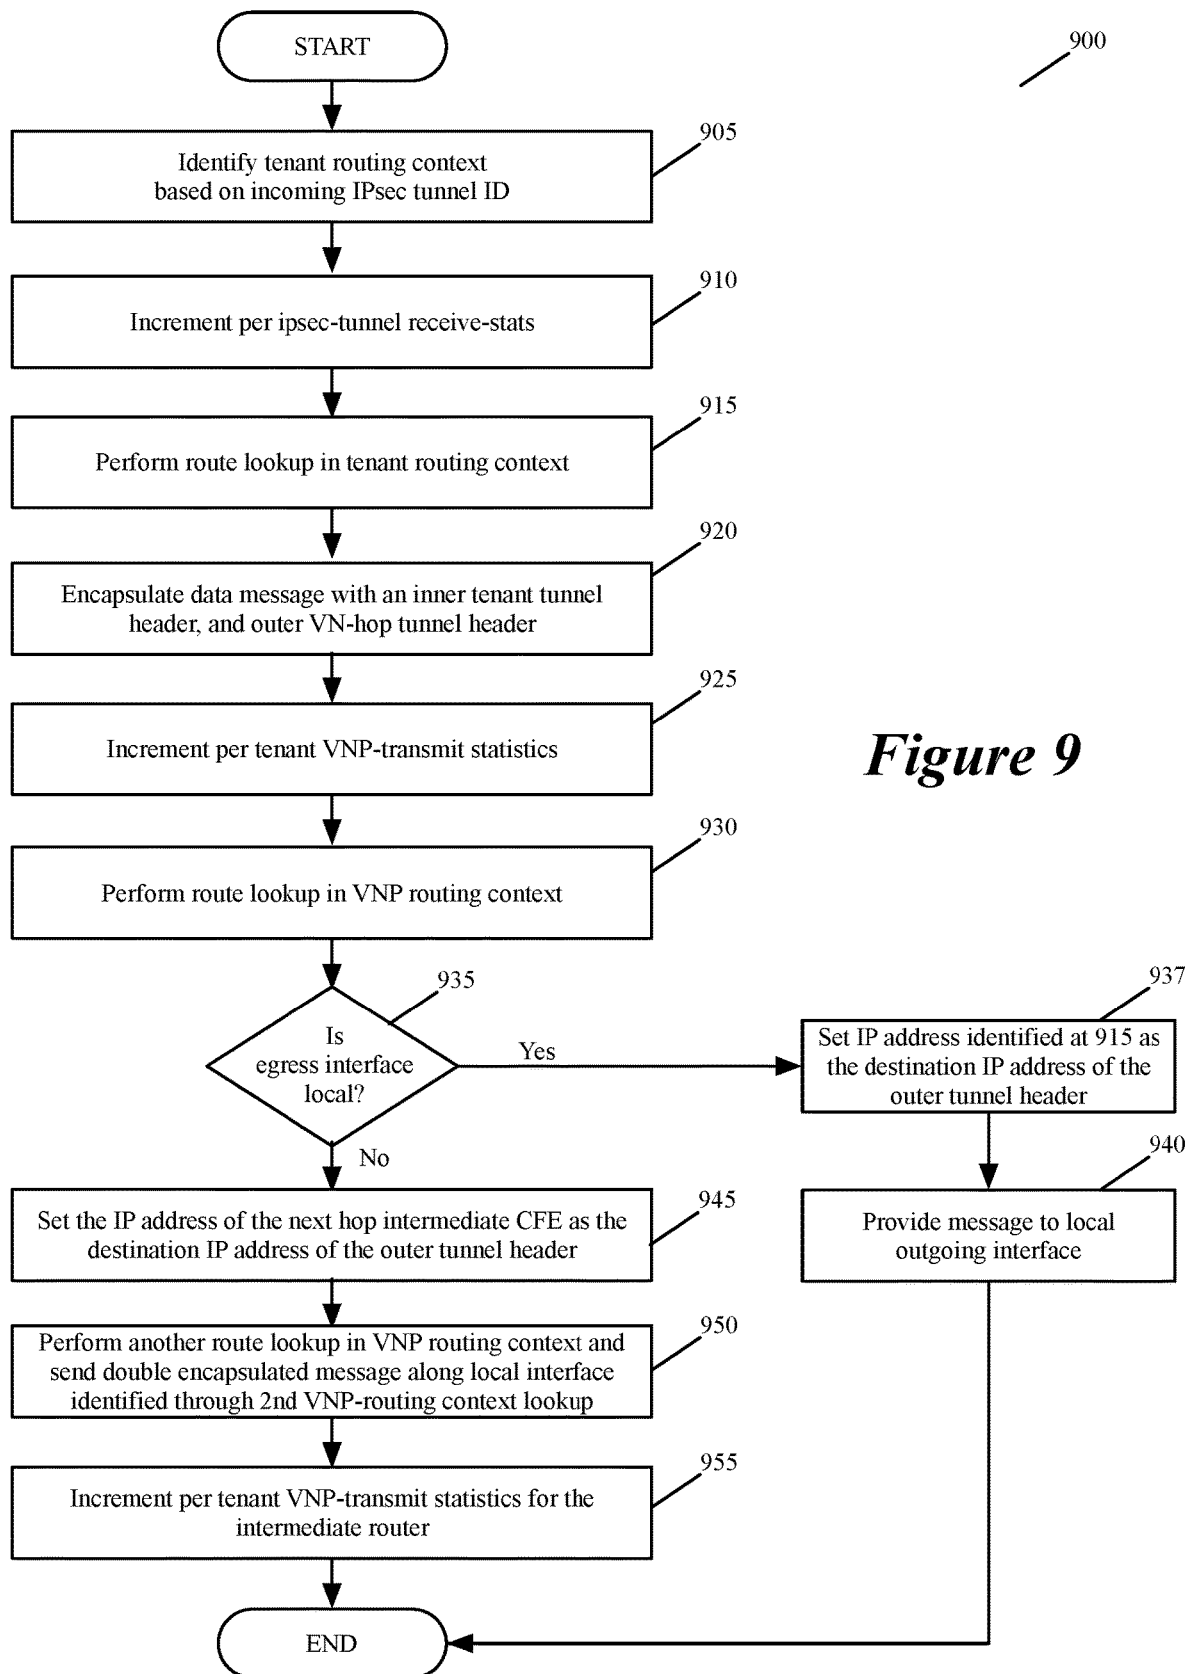 START
900
905
Identify tenant routing context
based on incoming IPsec tunnel ID
910
Increment per ipsec-tunnel receive-stats
915
Perform route lookup in tenant routing context
920
Encapsulate data message with an inner tenant tunnel
header, and outer VN-hop tunnel header
925
Increment per tenant VNP-transmit statistics
Figure 9
930
Perform route lookup in VNP routing context
935
Is
egress interface
local?
Yes
937
Set IP address identified at 915 as
the destination IP address of the
outer tunnel header
No
940
Provide message to local
outgoing interface
945
Set the IP address of the next hop intermediate CFE as the
destination IP address of the outer tunnel header
950
Perform another route lookup in VNP routing context and
send double encapsulated message along local interface
identified through 2nd VNP-routing context lookup
955
Increment per tenant VNP-transmit statistics for the
intermediate router
END